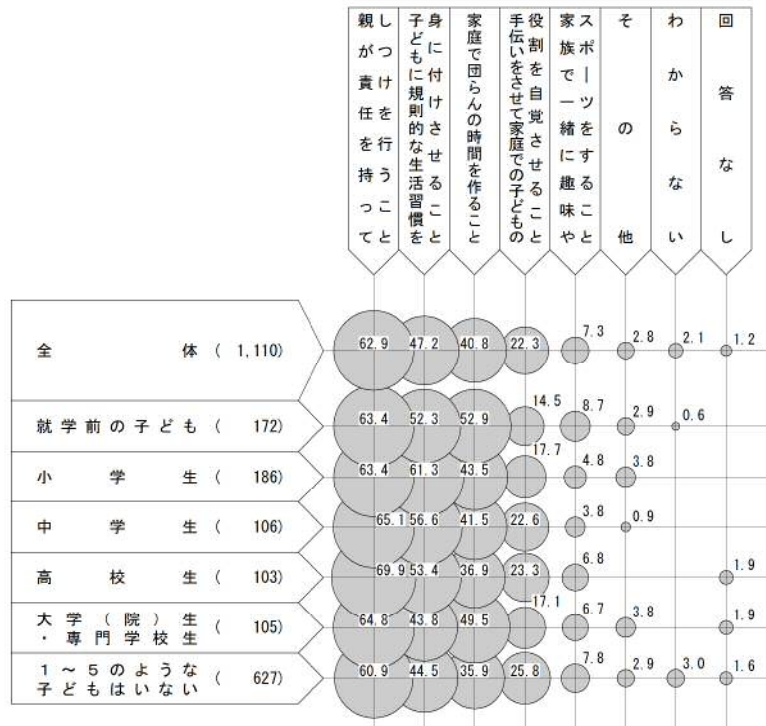 親が責任を持って
しつけを行うこと
子どもに規則的な生活習慣を
身に付けさせること
家庭で団らんの時間を作ること
手伝いをさせて家庭での子どもの
役割を自覚させること
家族で一緒に趣味や
スポーツをすること
その他
わからない
回答なし
全体 ( 1,110)
62.9 47.2 40.8 22.3 7.3 2.8 2.1 1.2
就学前の子ども ( 172)
63.4 52.3 52.9 14.5 8.7 2.9 0.6
小学生 ( 186)
63.4 61.3 43.5 17.7 4.8 3.8
中学生 ( 106)
65.1 56.6 41.5 22.6 3.8 0.9
高校生 ( 103)
69.9 53.4 36.9 23.3 6.8 1.9
大学(院)生
・専門学校生 ( 105)
64.8 43.8 49.5 17.1 6.7 3.8 1.9
1～5のような
子どもはいない ( 627)
60.9 44.5 35.9 25.8 7.8 2.9 3.0 1.6